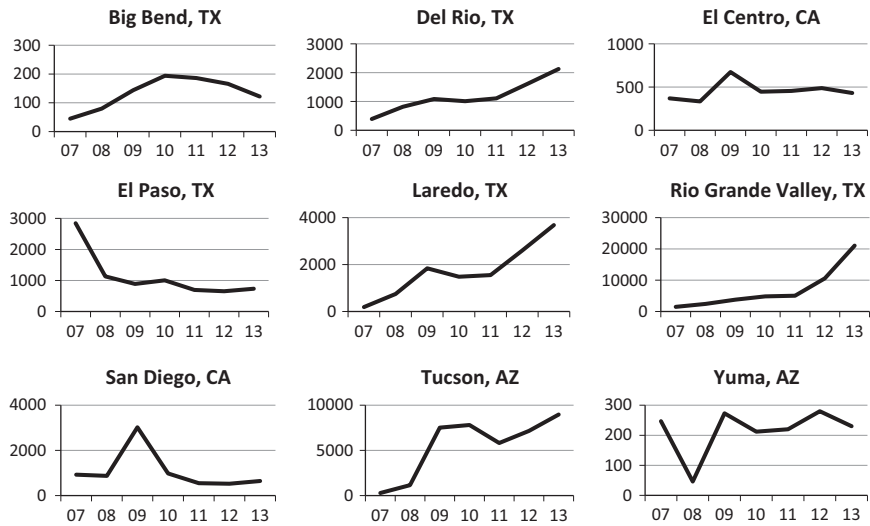 Big Bend, TX
300
200
100
0
07 08 09 10 11 12 13
Del Rio, TX
3000
2000
1000
0
07 08 09 10 11 12 13
El Centro, CA
1000
500
0
07 08 09 10 11 12 13
El Paso, TX
3000
2000
1000
0
07 08 09 10 11 12 13
Laredo, TX
4000
2000
0
07 08 09 10 11 12 13
Rio Grande Valley, TX
30000
20000
10000
0
07 08 09 10 11 12 13
San Diego, CA
4000
2000
0
07 08 09 10 11 12 13
Tucson, AZ
10000
5000
0
07 08 09 10 11 12 13
Yuma, AZ
300
200
100
0
07 08 09 10 11 12 13